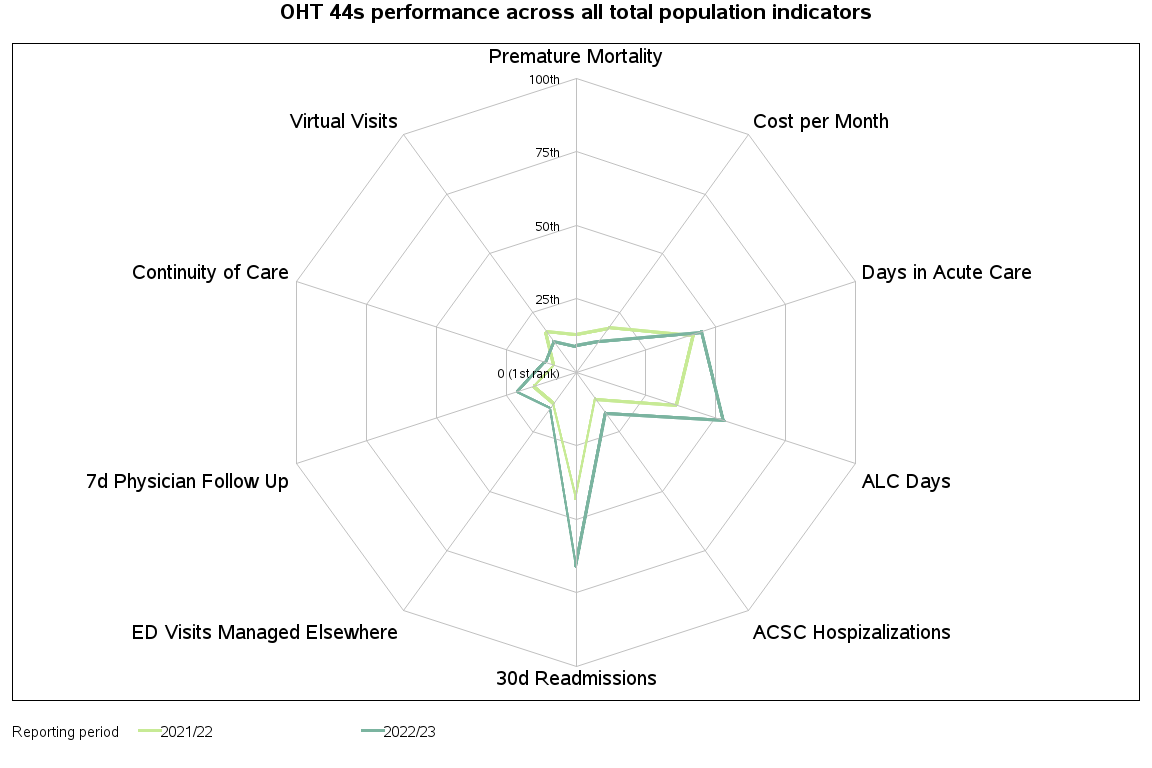 OHT 44s performance across all total population indicators
Premature Mortality
100th
Virtual Visits
Cost per Month
75th
50th
Continuity of Care
Days in Acute Care
25th
0 (1st rank)
7d Physician Follow Up
ALC Days
ED Visits Managed Elsewhere
ACSC Hospizalizations
30d Readmissions
Reporting period 2021/22 2022/23